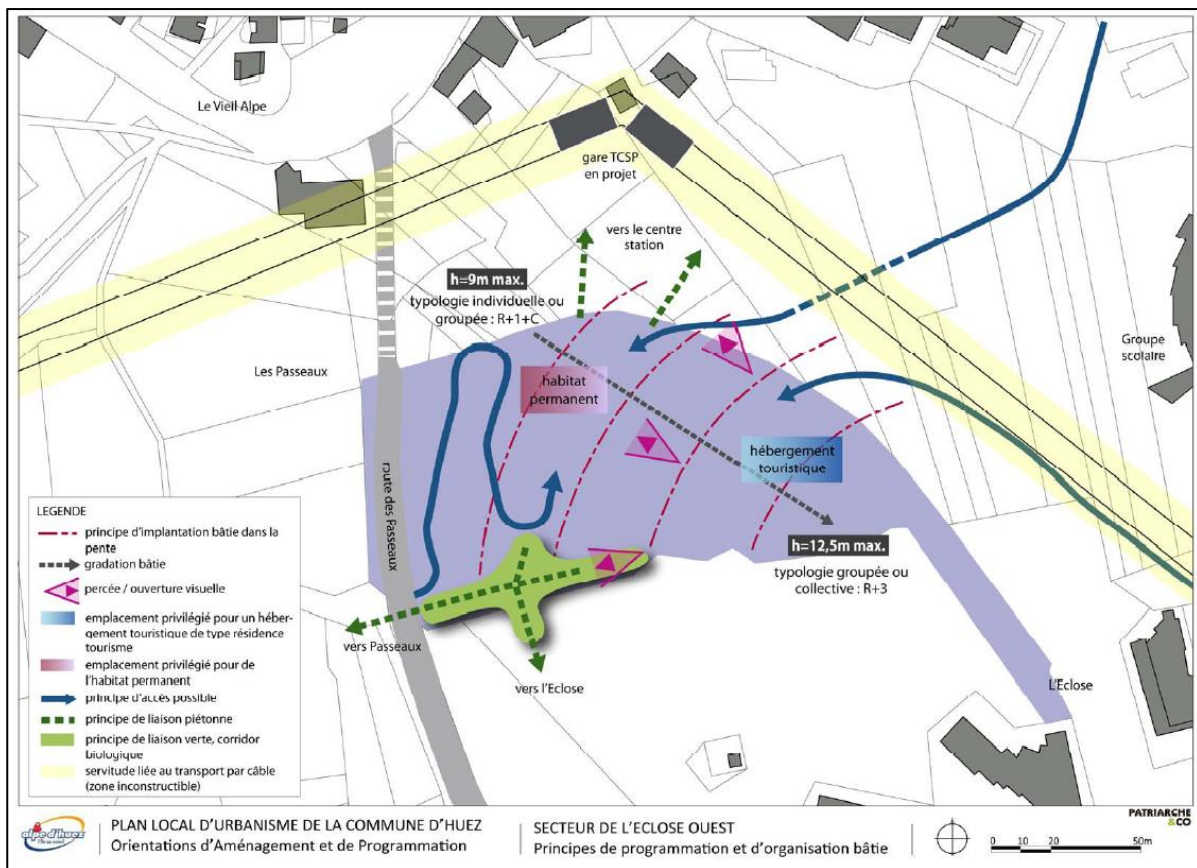 Le Vieil Alpe
gare TCSP
en projet
vers le centre
station
h=9m max.
typologie individuelle ou
groupée : R+1+C
Groupe
scolaire
Les Passeaux
habitat
permanent
hébergement
touristique
route des Passeaux
h=12,5m max.
typologie groupée ou
collective : R+3
vers Passeaux
vers l'Eclose
L'Eclose
LEGENDE
principe d'implantation bâtie dans la
pente
gradation bâtie
percée / ouverture visuelle
emplacement privilégié pour un héber-
gement touristique de type résidence
tourisme
emplacement privilégié pour de
l'habitat permanent
principe d'accès possible
principe de liaison piétonne
principe de liaison verte, corridor
biologique
servitude liée au transport par câble
(zone inconstructible)
alpe d'huez
PLAN LOCAL D'URBANISME DE LA COMMUNE D'HUEZ
Orientations d'Aménagement et de Programmation
SECTEUR DE L'ECLOSE OUEST
Principes de programmation et d'organisation bâtie
PATRIARCHE
&CO
0 10 20 50m